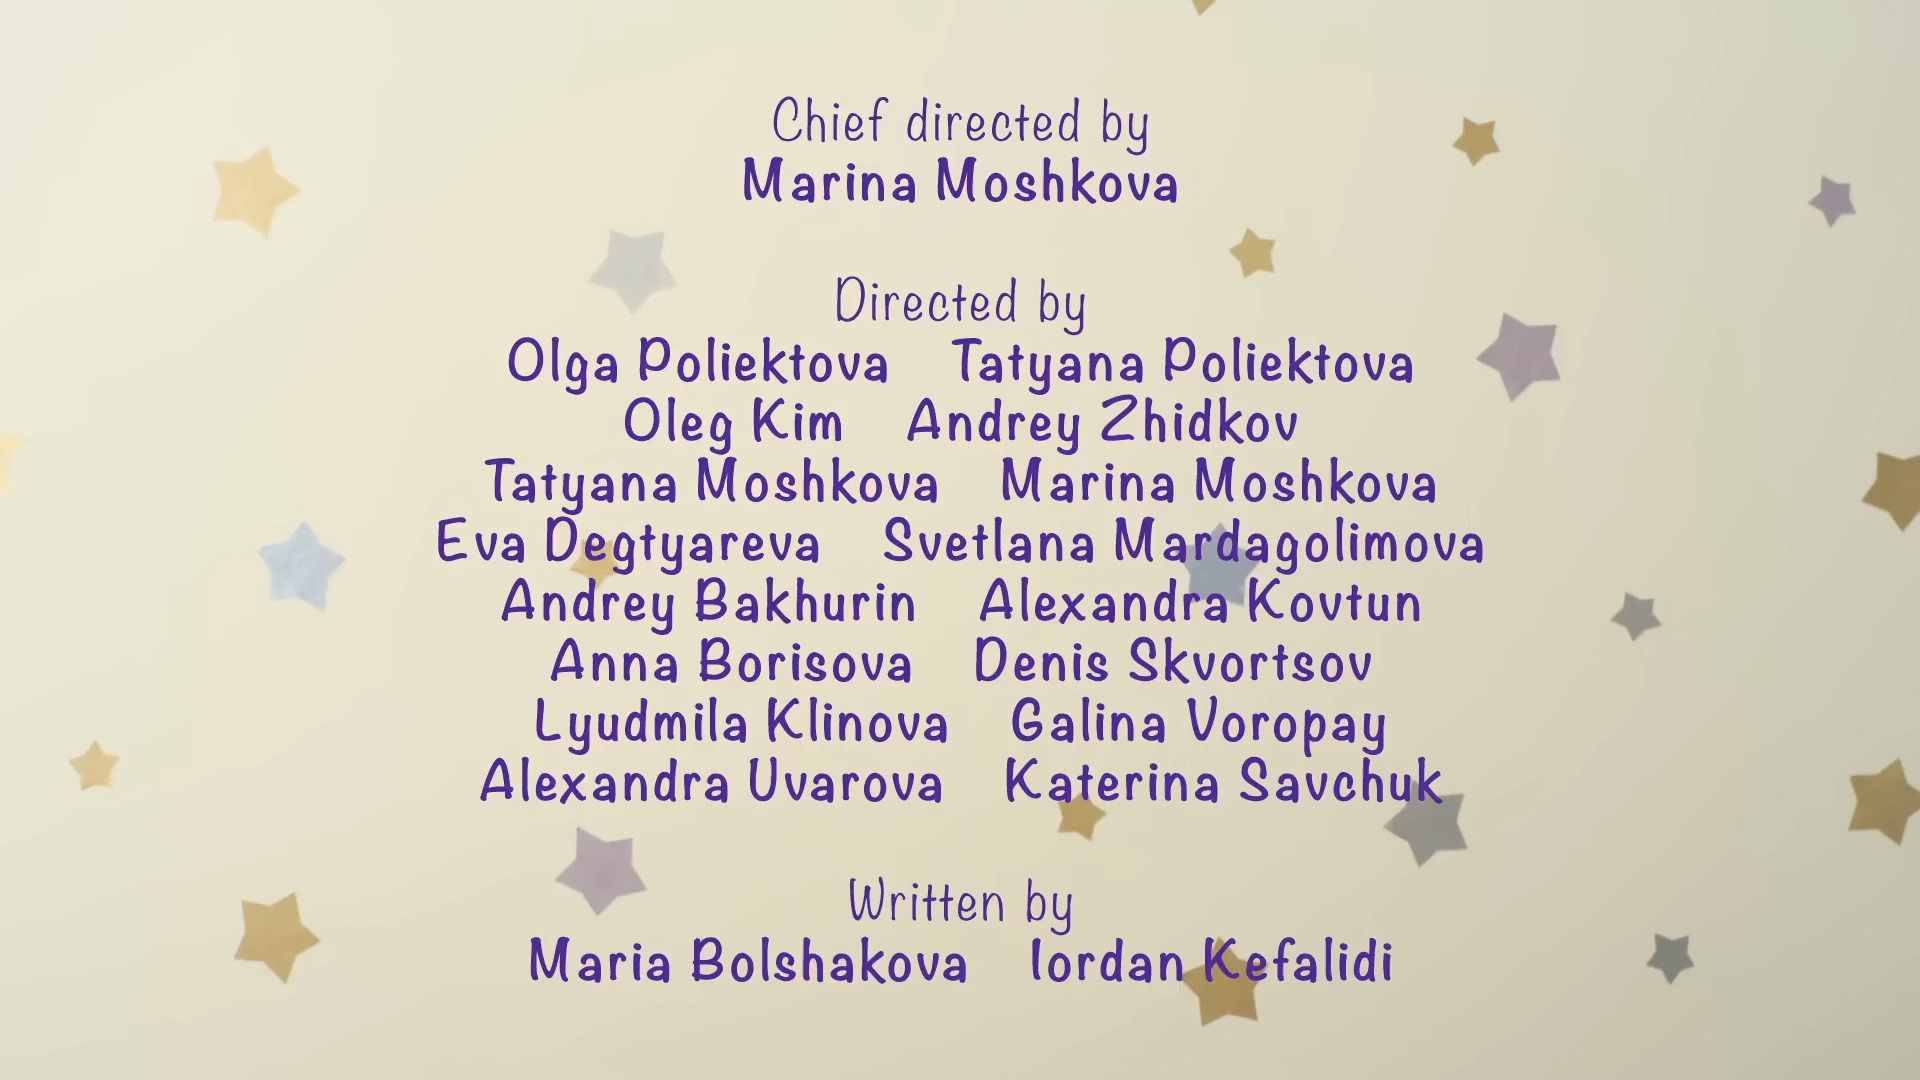 Chief directed by
Marina Moshkova
Directed by
Olga Poliektova Tatyana Poliektova
Oleg Kim Andrey Zhidkov
Tatyana Moshkova Marina Moshkova
Eva Degtyareva Svetlana Mardagolimova
Andrey Bakhurin Alexandra Kovtun
Anna Borisova Denis Skvortsov
Lyudmila Klinova Galina Voropay
Alexandra Uvarova Katerina Savchuk
Written by
Maria Bolshakova Iordan Kefalidi